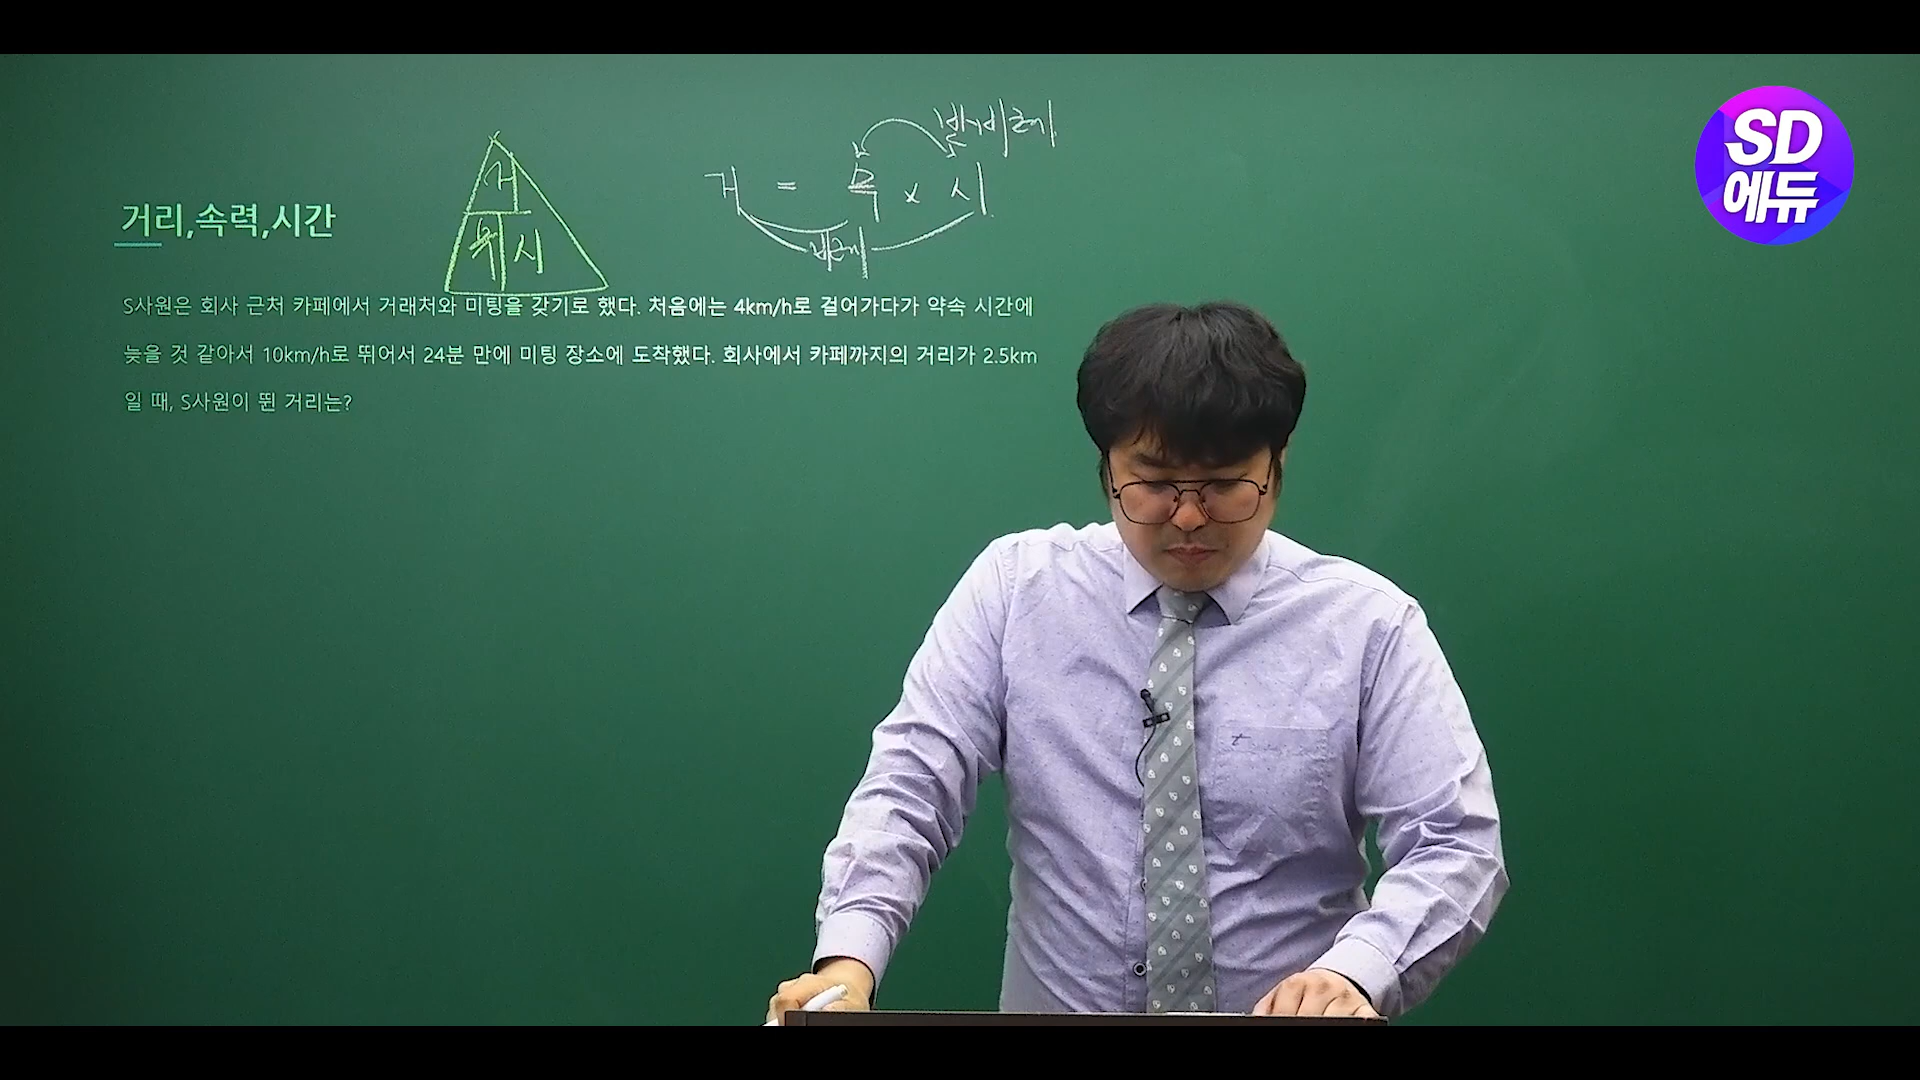 SD
에듀
반비례
거 = 속 × 시
비례
거
속 시
거리,속력,시간
S사원은 회사 근처 카페에서 거래처와 미팅을 갖기로 했다. 처음에는 4km/h로 걸어가다가 약속 시간에
늦을 것 같아서 10km/h로 뛰어서 24분 만에 미팅 장소에 도착했다. 회사에서 카페까지의 거리가 2.5km
일 때, S사원이 뛴 거리는?